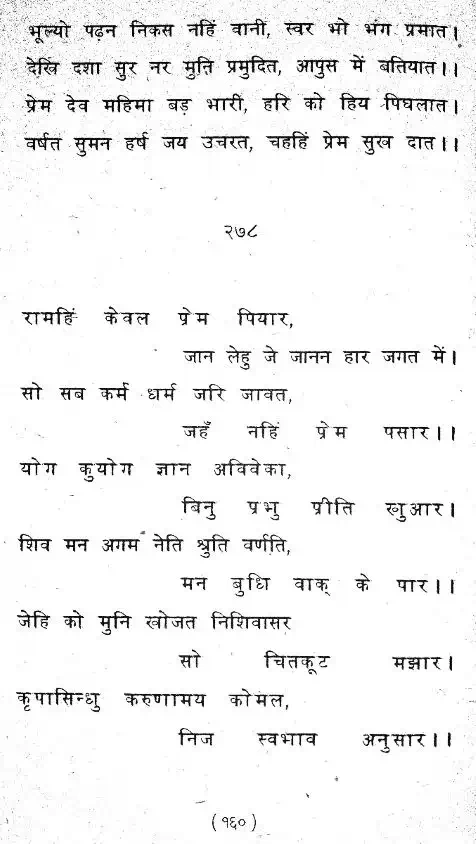 भूल्यो पढ़न निकस नहिं वानी, स्वर भो भंग प्रमात।
देखि दशा सुर नर मुनि प्रमुदित, आपुस में बतियात।।
प्रेम देव महिमा बड़ भारी, हरि को हिय पिघलात।
वर्षत सुमन हर्ष जय उचरत, चहहिं प्रेम सुख दात।।
२७८
रामहिं केवल प्रेम पियार,
जान लेहु जे जानन हार जगत में।
सो सब कर्म धर्म जरि जावत,
जहँ नहिं प्रेम पसार।।
योग कुयोग ज्ञान अविवेका,
बिनु प्रभु प्रीति खुआर।
शिव मन अगम नेति श्रुति वर्णति,
मन बुधि वाक् के पार।।
जेहि को मुनि खोजत निशिवासर
सो चितकूट मझार।
कृपासिन्धु करुणामय कोमल,
निज स्वभाव अनुसार।।
(१६०)